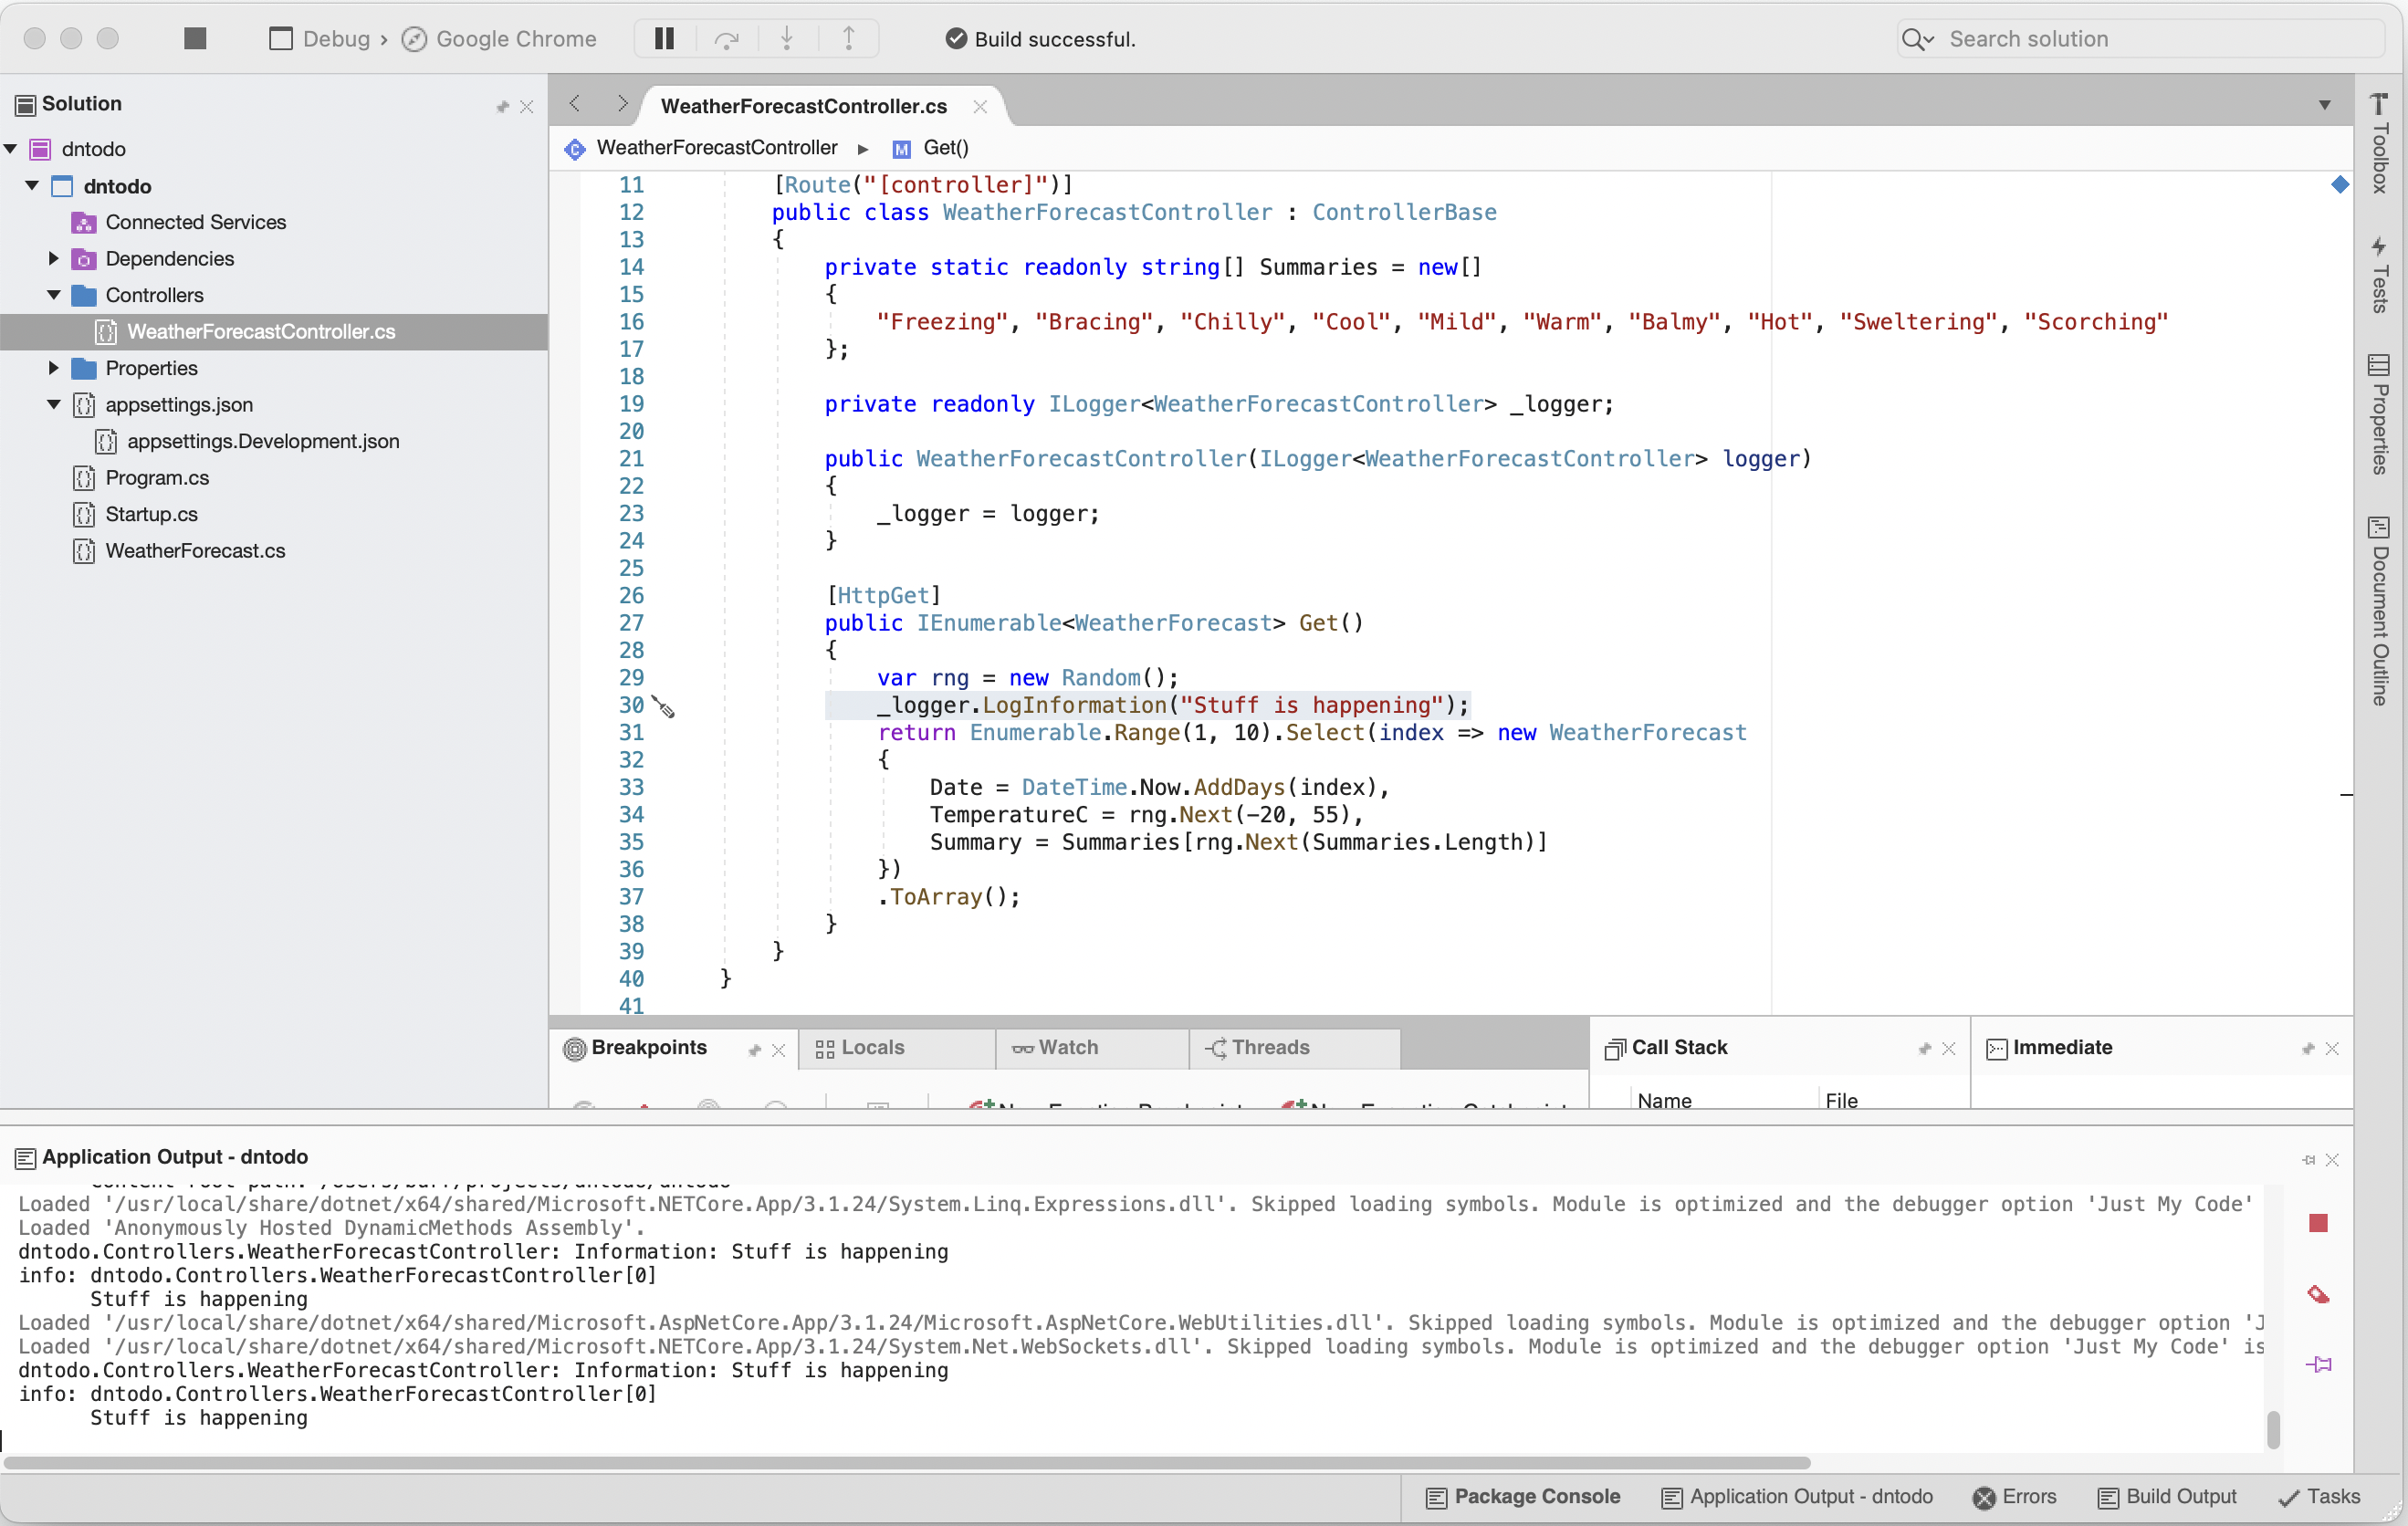 Debug › Google Chrome
Build successful.
Search solution
Solution
dntodo
dntodo
Connected Services
Dependencies
Controllers
WeatherForecastController.cs
Properties
appsettings.json
appsettings.Development.json
Program.cs
Startup.cs
WeatherForecast.cs
WeatherForecastController.cs
WeatherForecastController ▸ M Get()
11 [Route("[controller]")]
12 public class WeatherForecastController : ControllerBase
13 {
14 private static readonly string[] Summaries = new[]
15 {
16 "Freezing", "Bracing", "Chilly", "Cool", "Mild", "Warm", "Balmy", "Hot", "Sweltering", "Scorching"
17 };
18
19 private readonly ILogger<WeatherForecastController> _logger;
20
21 public WeatherForecastController(ILogger<WeatherForecastController> logger)
22 {
23 _logger = logger;
24 }
25
26 [HttpGet]
27 public IEnumerable<WeatherForecast> Get()
28 {
29 var rng = new Random();
30 _logger.LogInformation("Stuff is happening");
31 return Enumerable.Range(1, 10).Select(index => new WeatherForecast
32 {
33 Date = DateTime.Now.AddDays(index),
34 TemperatureC = rng.Next(-20, 55),
35 Summary = Summaries[rng.Next(Summaries.Length)]
36 })
37 .ToArray();
38 }
39 }
40 }
41
Toolbox
Tests
Properties
Document Outline
Breakpoints
Locals
Watch
Threads
Call Stack
Immediate
Name File
Application Output - dntodo
Loaded '/usr/local/share/dotnet/x64/shared/Microsoft.NETCore.App/3.1.24/System.Linq.Expressions.dll'. Skipped loading symbols. Module is optimized and the debugger option 'Just My Code'
Loaded 'Anonymously Hosted DynamicMethods Assembly'.
dntodo.Controllers.WeatherForecastController: Information: Stuff is happening
info: dntodo.Controllers.WeatherForecastController[0]
Stuff is happening
Loaded '/usr/local/share/dotnet/x64/shared/Microsoft.AspNetCore.App/3.1.24/Microsoft.AspNetCore.WebUtilities.dll'. Skipped loading symbols. Module is optimized and the debugger option 'J
Loaded '/usr/local/share/dotnet/x64/shared/Microsoft.NETCore.App/3.1.24/System.Net.WebSockets.dll'. Skipped loading symbols. Module is optimized and the debugger option 'Just My Code' is
dntodo.Controllers.WeatherForecastController: Information: Stuff is happening
info: dntodo.Controllers.WeatherForecastController[0]
Stuff is happening
Package Console
Application Output - dntodo
Errors
Build Output
Tasks